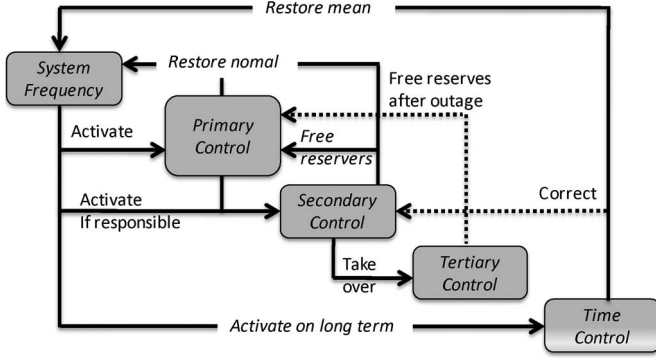 Restore mean
System
Frequency
Restore nomal
Free reserves
after outage
Activate
Primary
Control
Free
reservers
Activate
If responsible
Secondary
Control
Correct
Take
over
Tertiary
Control
Activate on long term
Time
Control